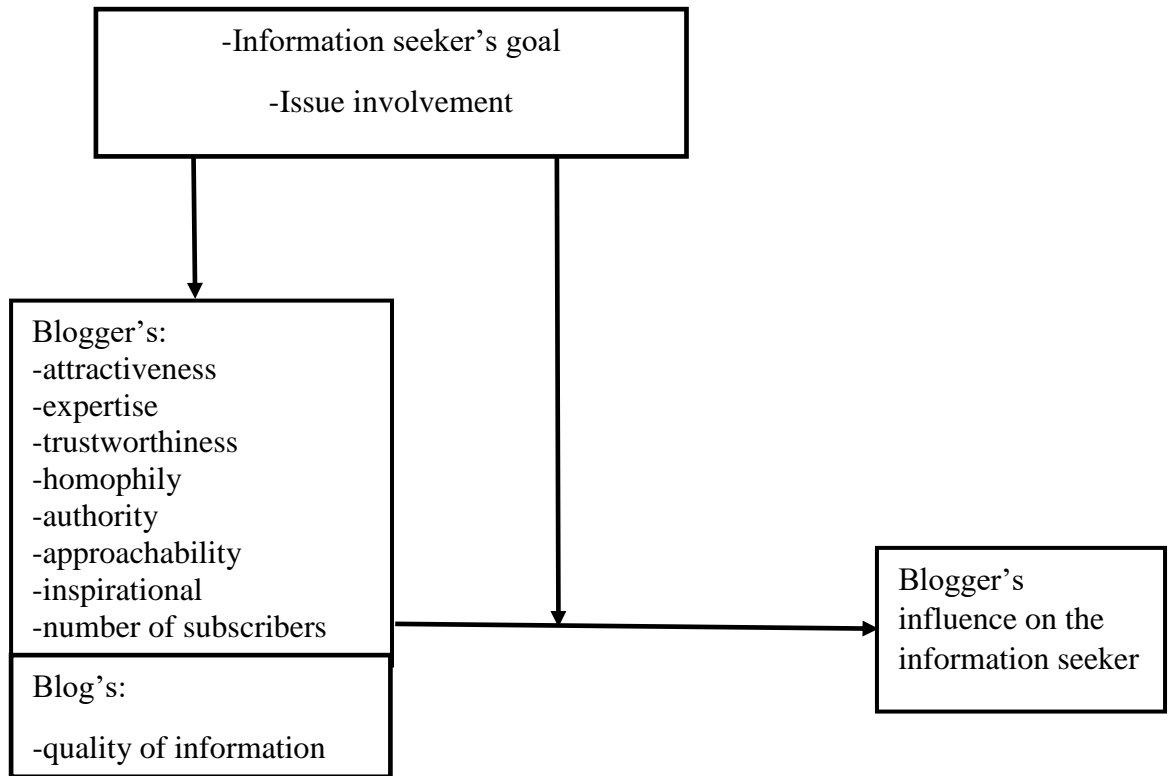 -Information seeker’s goal
-Issue involvement
Blogger’s:
-attractiveness
-expertise
-trustworthiness
-homophily
-authority
-approachability
-inspirational
-number of subscribers
Blog’s:
-quality of information
Blogger’s
influence on the
information seeker